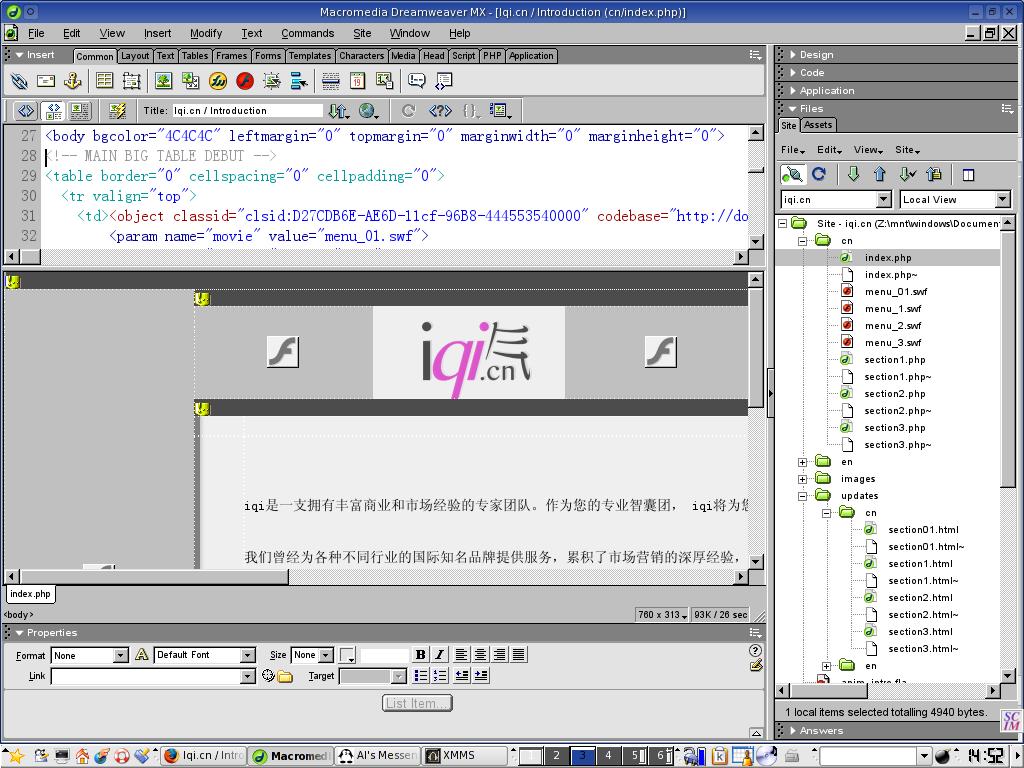 Macromedia Dreamweaver MX - [Iqi.cn / Introduction (cn/index.php)]
File Edit View Insert Modify Text Commands Site Window Help
Insert Common Layout Text Tables Frames Forms Templates Characters Media Head Script PHP Application
Title: Iqi.cn / Introduction
27 <body bgcolor="4C4C4C" leftmargin="0" topmargin="0" marginwidth="0" marginheight="0">
28 <!-- MAIN BIG TABLE DEBUT -->
29 <table border="0" cellspacing="0" cellpadding="0">
30 <tr valign="top">
31 <td><object classid="clsid:D27CDB6E-AE6D-11cf-96B8-444553540000" codebase="http://do
32 <param name="movie" value="menu_01.swf">
iqi气
.cn
iqi是一支拥有丰富商业和市场经验的专家团队。作为您的专业智囊团， iqi将为您
我们曾经为各种不同行业的国际知名品牌提供服务，累积了市场营销的深厚经验，
index.php
<body>
760 x 313 93K / 26 sec
Properties
Format None Default Font Size None B I
Link Target
List Item...
Design
Code
Application
Files
Site Assets
File Edit View Site
iqi.cn Local View
Site - iqi.cn (Z:\mnt\windows\Documen
cn
index.php
index.php~
menu_01.swf
menu_1.swf
menu_2.swf
menu_3.swf
section1.php
section1.php~
section2.php
section2.php~
section3.php
section3.php~
en
images
updates
cn
section01.html
section01.html~
section1.html
section1.html~
section2.html
section2.html~
section3.html
section3.html~
en
anim_intro.fla
1 local items selected totalling 4940 bytes.
Answers
SCIM
Iqi.cn / Intro Macromed Al's Messen XMMS 1 2 3 4 5 6 14:52